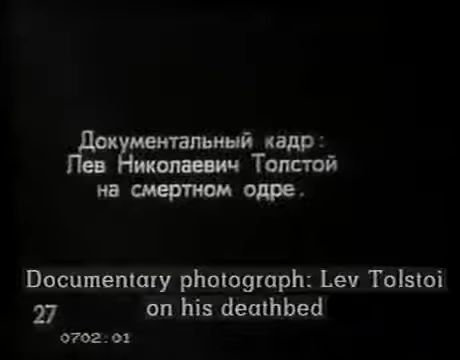 Документальный кадр:
Лев Николаевич Толстой
на смертном одре.
Documentary photograph: Lev Tolstoi
on his deathbed
27
0702:01